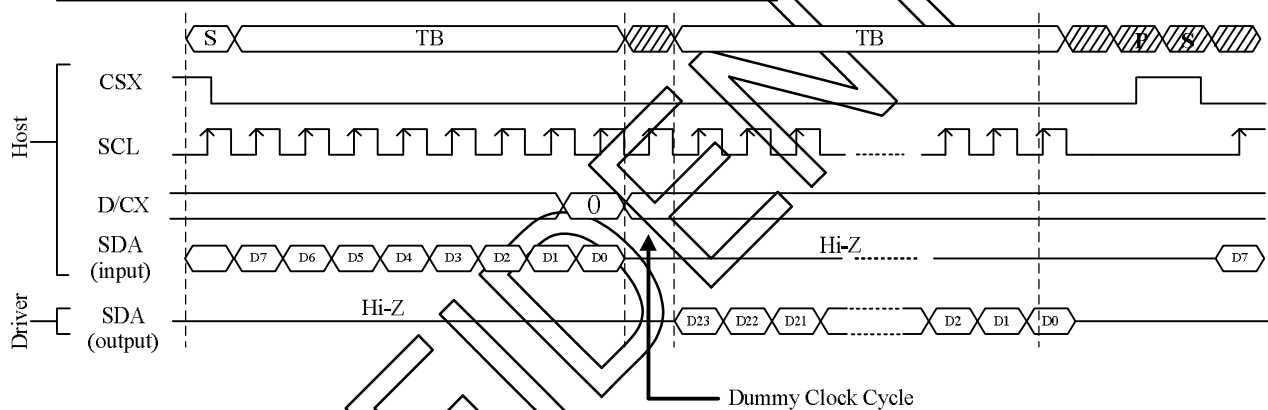 S TB TB P S
Host
CSX
SCL
D/CX 0
SDA (input) D7 D6 D5 D4 D3 D2 D1 D0 Hi-Z D7
Driver
SDA (output) Hi-Z D23 D22 D21 D2 D1 D0
Dummy Clock Cycle